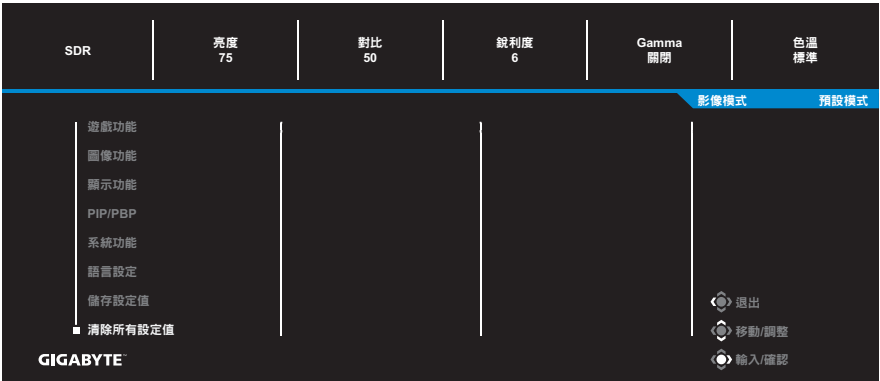 SDR
亮度
75
對比
50
銳利度
6
Gamma
關閉
色溫
標準
影像模式 預設模式
遊戲功能
圖像功能
顯示功能
PIP/PBP
系統功能
語言設定
儲存設定值
清除所有設定值
退出
移動/調整
輸入/確認
GIGABYTE™